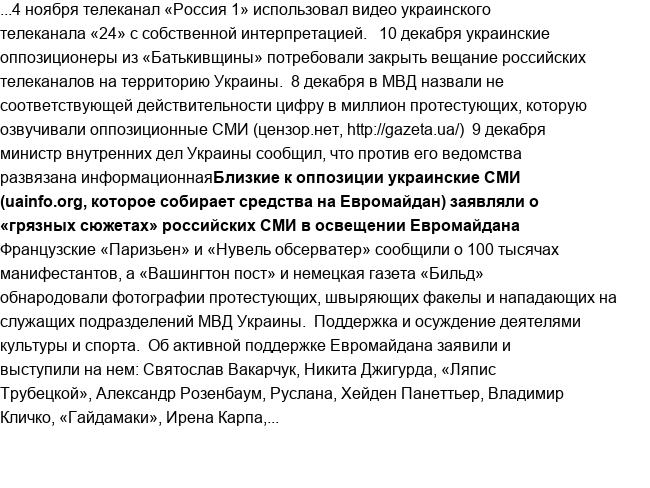 ...4 ноября телеканал «Россия 1» использовал видео украинского
телеканала «24» с собственной интерпретацией.   10 декабря украинские
оппозиционеры из «Батькивщины» потребовали закрыть вещание российских
телеканалов на территорию Украины.  8 декабря в МВД назвали не
соответствующей действительности цифру в миллион протестующих, которую
озвучивали оппозиционные СМИ (цензор.нет, http://gazeta.ua/)  9 декабря
министр внутренних дел Украины сообщил, что против его ведомства
развязана информационнаяБлизкие к оппозиции украинские СМИ
(uainfo.org, которое собирает средства на Евромайдан) заявляли о
«грязных сюжетах» российских СМИ в освещении Евромайдана
Французские «Паризьен» и «Нувель обсерватер» сообщили о 100 тысячах
манифестантов, а «Вашингтон пост» и немецкая газета «Бильд»
обнародовали фотографии протестующих, швыряющих факелы и нападающих на
служащих подразделений МВД Украины.  Поддержка и осуждение деятелями
культуры и спорта.  Об активной поддержке Евромайдана заявили и
выступили на нем: Святослав Вакарчук, Никита Джигурда, «Ляпис
Трубецкой», Александр Розенбаум, Руслана, Хейден Панеттьер, Владимир
Кличко, «Гайдамаки», Ирена Карпа,...